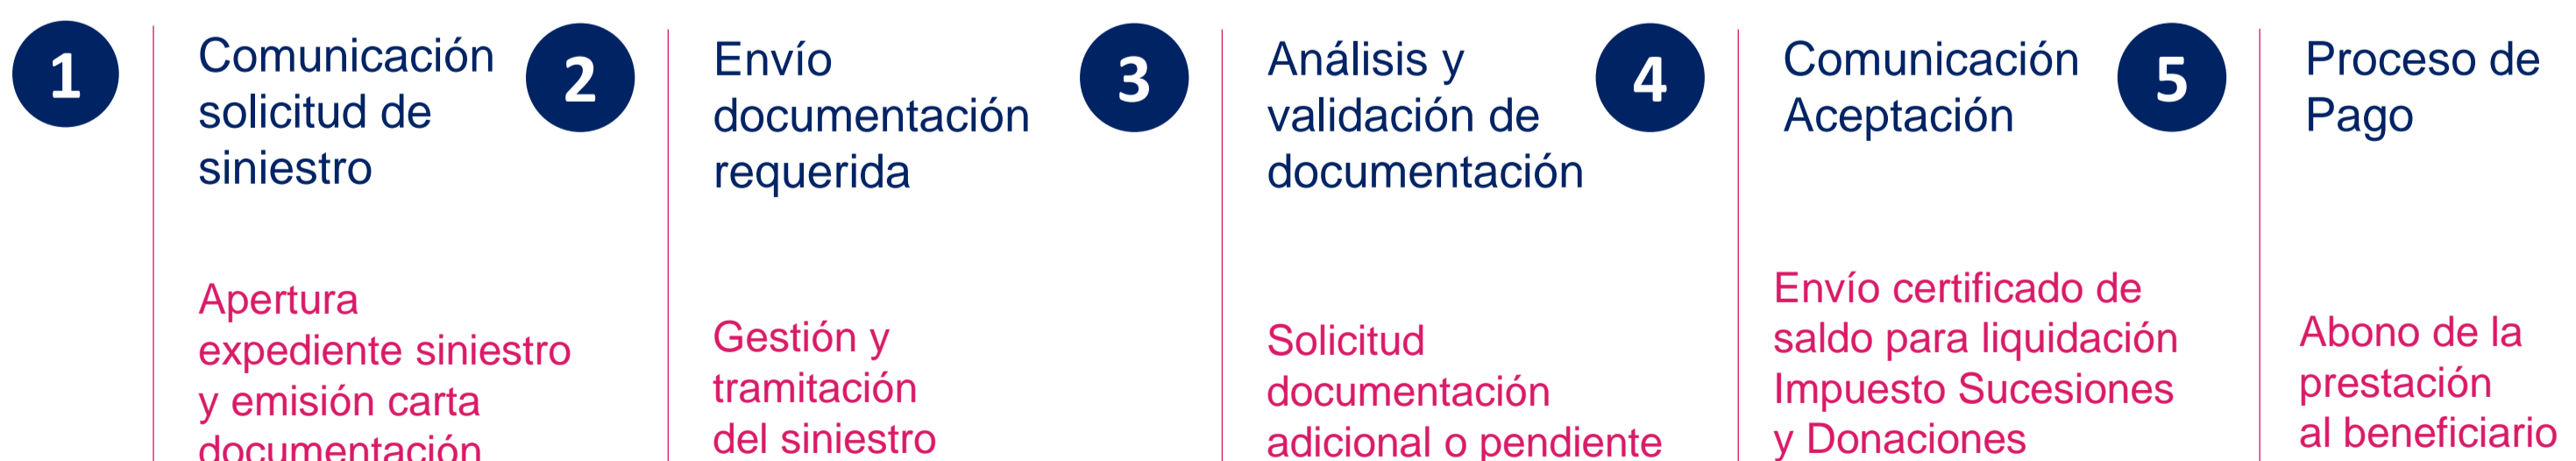 1
Comunicación
solicitud de
siniestro
Apertura
expediente siniestro
y emisión carta
documentación
2
Envío
documentación
requerida
Gestión y
tramitación
del siniestro
3
Análisis y
validación de
documentación
Solicitud
documentación
adicional o pendiente
4
Comunicación
Aceptación
Envío certificado de
saldo para liquidación
Impuesto Sucesiones
y Donaciones
5
Proceso de
Pago
Abono de la
prestación
al beneficiario